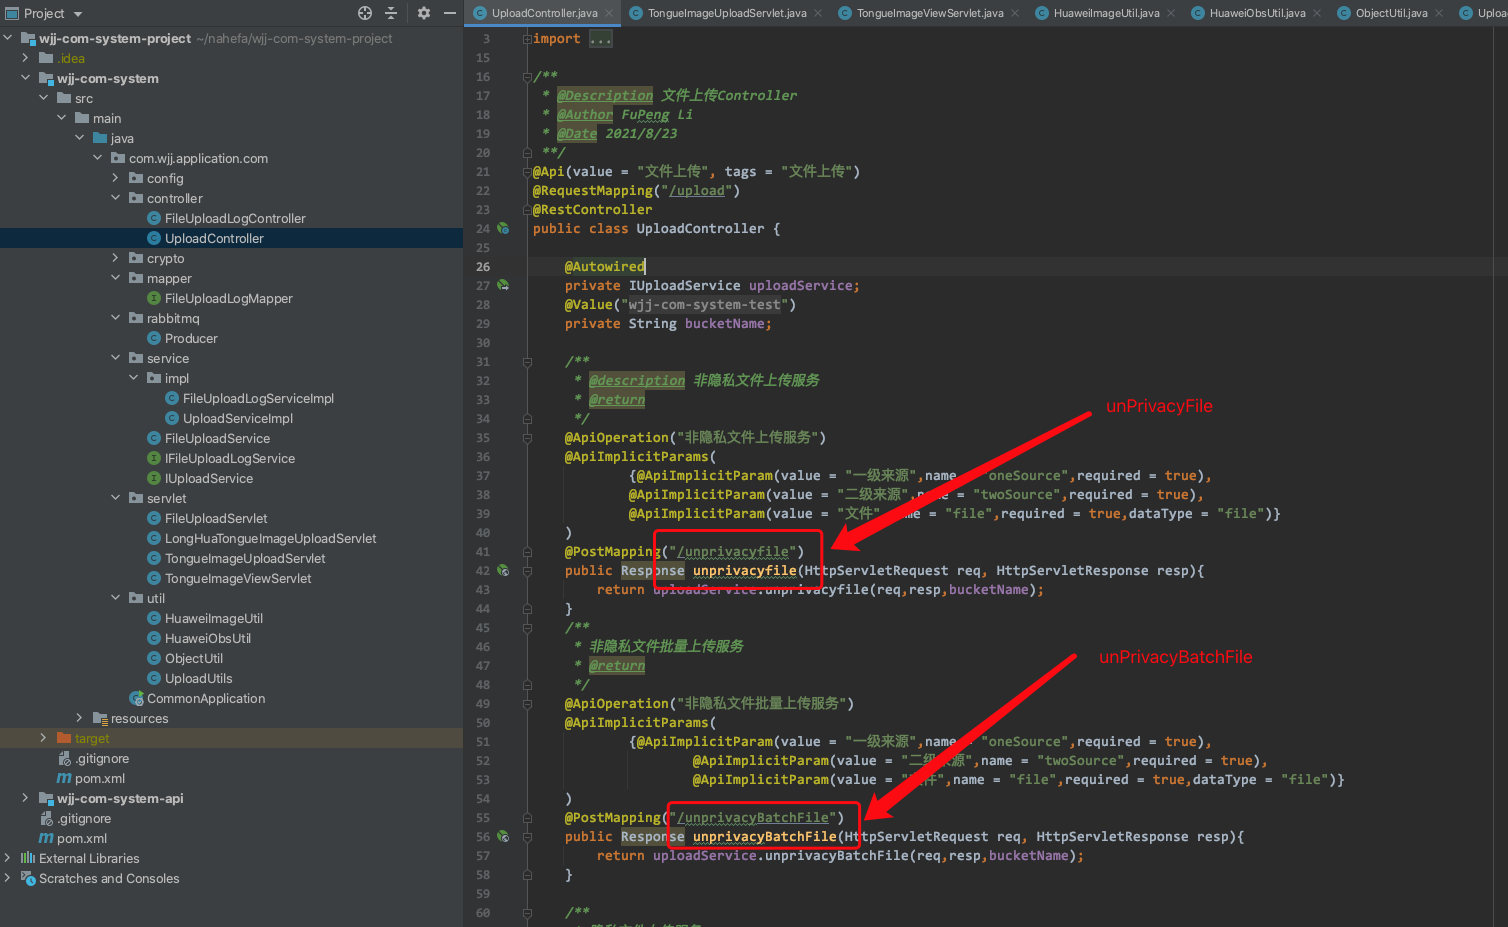 Project
UploadController.java
TongueImageUploadServlet.java
TongueImageViewServlet.java
HuaweiImageUtil.java
HuaweiObsUtil.java
ObjectUtil.java
Uploa
wjj-com-system-project ~/nahefa/wjj-com-system-project
.idea
wjj-com-system
src
main
java
com.wjj.application.com
config
controller
FileUploadLogController
UploadController
crypto
mapper
FileUploadLogMapper
rabbitmq
Producer
service
impl
FileUploadLogServiceImpl
UploadServiceImpl
FileUploadService
IFileUploadLogService
IUploadService
servlet
FileUploadServlet
LongHuaTongueImageUploadServlet
TongueImageUploadServlet
TongueImageViewServlet
util
HuaweiImageUtil
HuaweiObsUtil
ObjectUtil
UploadUtils
CommonApplication
resources
target
.gitignore
pom.xml
wjj-com-system-api
.gitignore
pom.xml
External Libraries
Scratches and Consoles
3 import ...
15
16 /**
17 * @Description 文件上传Controller
18 * @Author FuPeng Li
19 * @Date 2021/8/23
20 **/
21 @Api(value = "文件上传", tags = "文件上传")
22 @RequestMapping("/upload")
23 @RestController
24 public class UploadController {
25
26 @Autowired
27 private IUploadService uploadService;
28 @Value("wjj-com-system-test")
29 private String bucketName;
30
31 /**
32 * @description 非隐私文件上传服务
33 * @return
34 */
35 @ApiOperation("非隐私文件上传服务")
36 @ApiImplicitParams(
37 {@ApiImplicitParam(value = "一级来源",name = "oneSource",required = true),
38 @ApiImplicitParam(value = "二级来源",name = "twoSource",required = true),
39 @ApiImplicitParam(value = "文件",name = "file",required = true,dataType = "file")}
40 )
41 @PostMapping("/unprivacyfile")
42 public Response unprivacyfile(HttpServletRequest req, HttpServletResponse resp){
43 return uploadService.unprivacyfile(req,resp,bucketName);
44 }
45 /**
46 * 非隐私文件批量上传服务
47 * @return
48 */
49 @ApiOperation("非隐私文件批量上传服务")
50 @ApiImplicitParams(
51 {@ApiImplicitParam(value = "一级来源",name = "oneSource",required = true),
52 @ApiImplicitParam(value = "二级来源",name = "twoSource",required = true),
53 @ApiImplicitParam(value = "文件",name = "file",required = true,dataType = "file")}
54 )
55 @PostMapping("/unprivacyBatchFile")
56 public Response unprivacyBatchFile(HttpServletRequest req, HttpServletResponse resp){
57 return uploadService.unprivacyBatchFile(req,resp,bucketName);
58 }
59
60 /**
unPrivacyFile
unPrivacyBatchFile